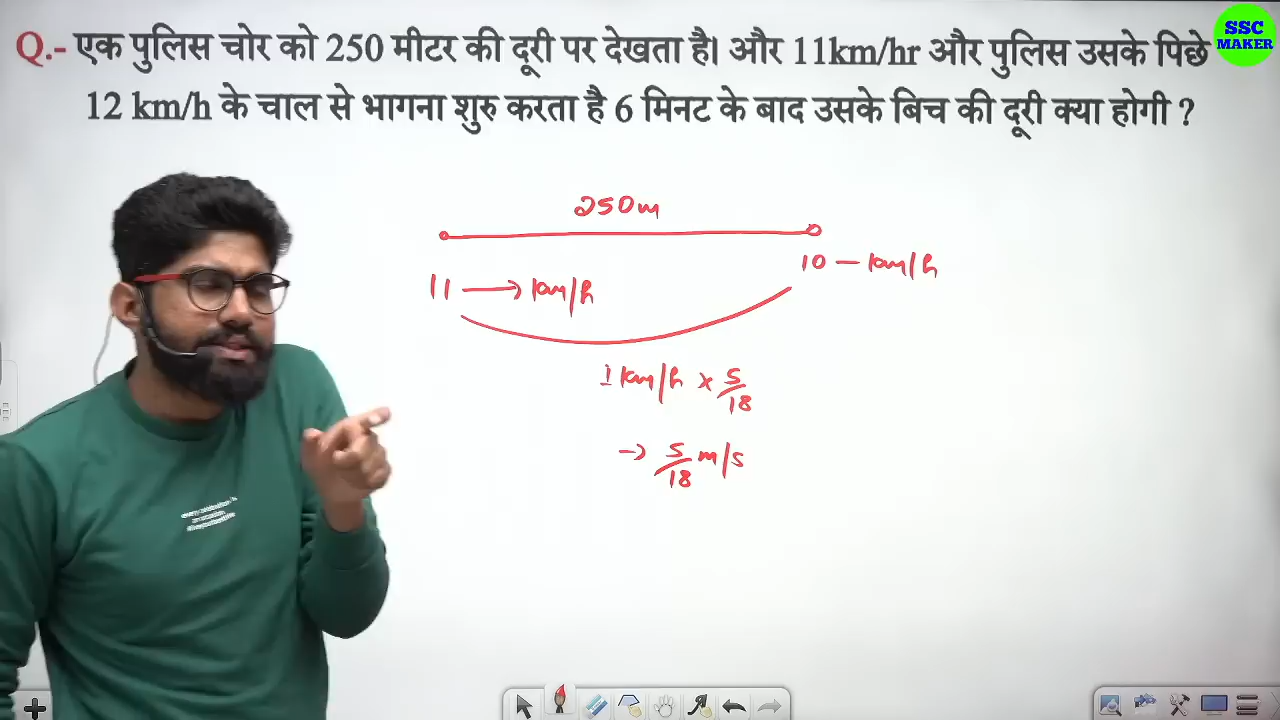 SSC
MAKER
Q.- एक पुलिस चोर को 250 मीटर की दूरी पर देखता है। और 11km/hr और पुलिस उसके पिछे
12 km/h के चाल से भागना शुरु करता है 6 मिनट के बाद उसके बिच की दूरी क्या होगी ?
250m
11 → km/h
10 — km/h
1 km/h × 5/18
→ 5/18 m/s